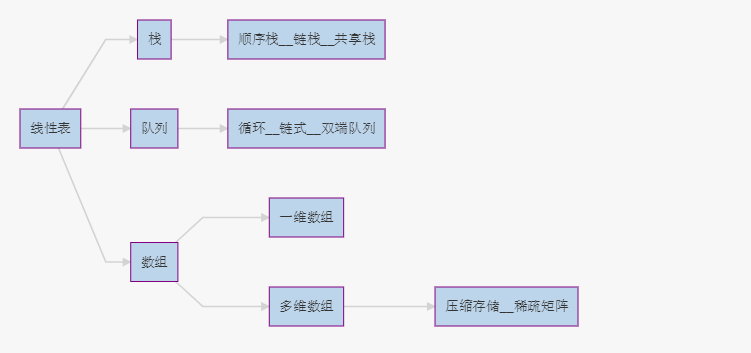 栈
顺序栈__链栈__共享栈
线性表
队列
循环__链式__双端队列
一维数组
数组
多维数组
压缩存储__稀疏矩阵